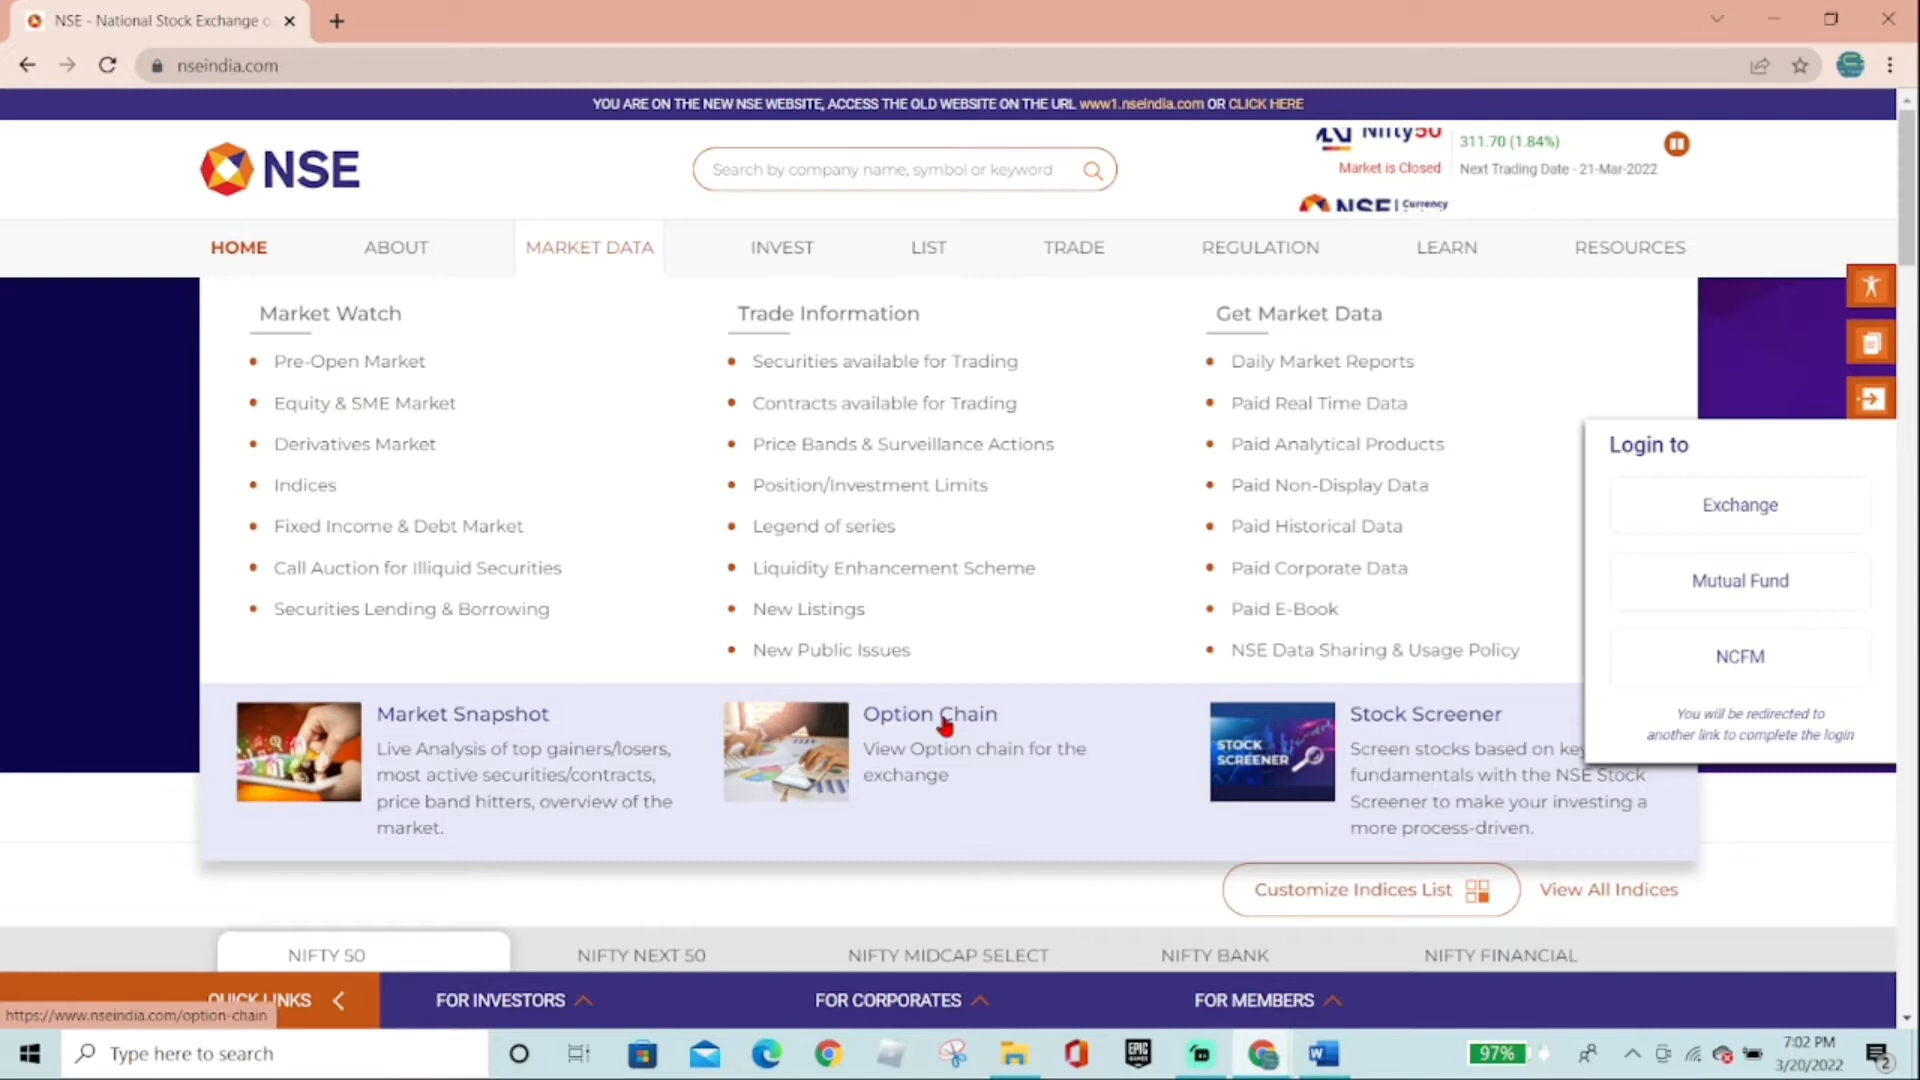 NSE - National Stock Exchange o
nseindia.com
YOU ARE ON THE NEW NSE WEBSITE, ACCESS THE OLD WEBSITE ON THE URL www1.nseindia.com OR CLICK HERE
NSE
Search by company name, symbol or keyword
Nifty50
311.70 (1.84%)
Market is Closed
Next Trading Date - 21-Mar-2022
NSE | Currency
HOME
ABOUT
MARKET DATA
INVEST
LIST
TRADE
REGULATION
LEARN
RESOURCES
Market Watch
Pre-Open Market
Equity & SME Market
Derivatives Market
Indices
Fixed Income & Debt Market
Call Auction for Illiquid Securities
Securities Lending & Borrowing
Trade Information
Securities available for Trading
Contracts available for Trading
Price Bands & Surveillance Actions
Position/Investment Limits
Legend of series
Liquidity Enhancement Scheme
New Listings
New Public Issues
Get Market Data
Daily Market Reports
Paid Real Time Data
Paid Analytical Products
Paid Non-Display Data
Paid Historical Data
Paid Corporate Data
Paid E-Book
NSE Data Sharing & Usage Policy
Login to
Exchange
Mutual Fund
NCFM
You will be redirected to
another link to complete the login
Market Snapshot
Live Analysis of top gainers/losers,
most active securities/contracts,
price band hitters, overview of the
market.
Option Chain
View Option chain for the
exchange
STOCK
SCREENER
Stock Screener
Screen stocks based on key
fundamentals with the NSE Stock
Screener to make your investing a
more process-driven.
Customize Indices List
View All Indices
NIFTY 50
NIFTY NEXT 50
NIFTY MIDCAP SELECT
NIFTY BANK
NIFTY FINANCIAL
QUICK LINKS
FOR INVESTORS
FOR CORPORATES
FOR MEMBERS
https://www.nseindia.com/option-chain
Type here to search
EPIC
GAMES
97%
7:02 PM
3/20/2022
2